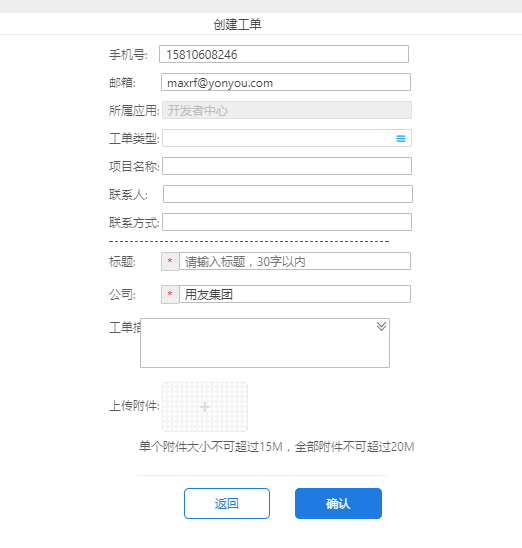 创建工单
手机号: 15810608246
邮箱: maxrf@yonyou.com
所属应用: 开发者中心
工单类型:
项目名称:
联系人:
联系方式:
标题: * 请输入标题，30字以内
公司: * 用友集团
工单描
上传附件: +
单个附件大小不可超过15M，全部附件不可超过20M
返回 确认